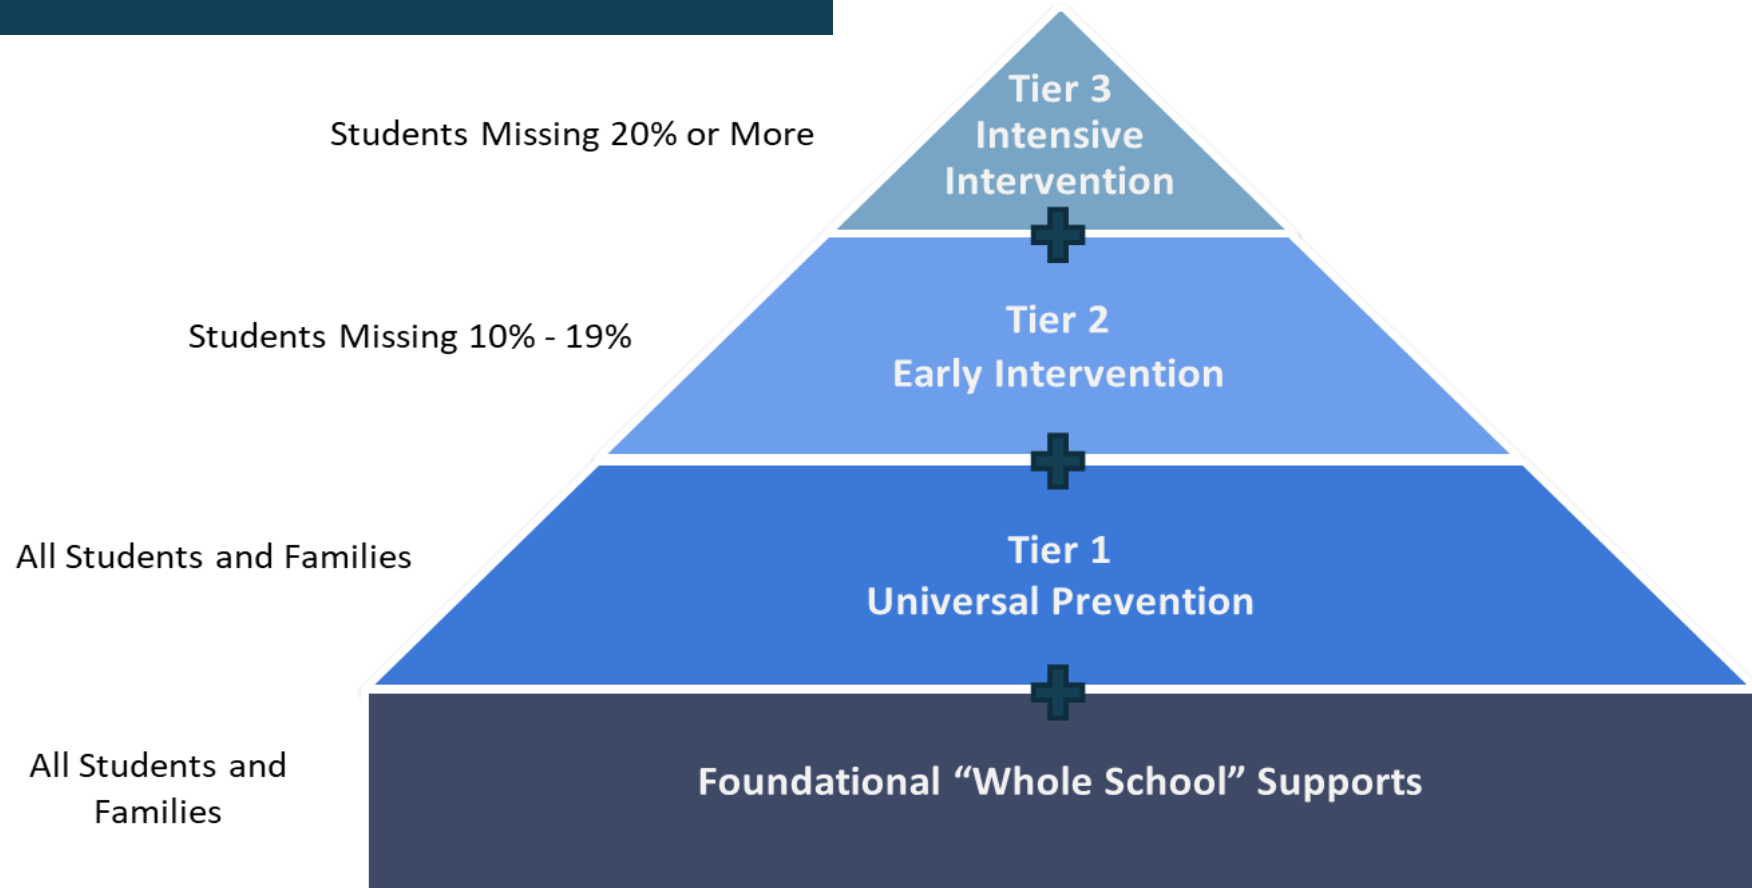 Students Missing 20% or More
Tier 3
Intensive
Intervention
Students Missing 10% - 19%
Tier 2
Early Intervention
All Students and Families
Tier 1
Universal Prevention
All Students and
Families
Foundational “Whole School” Supports